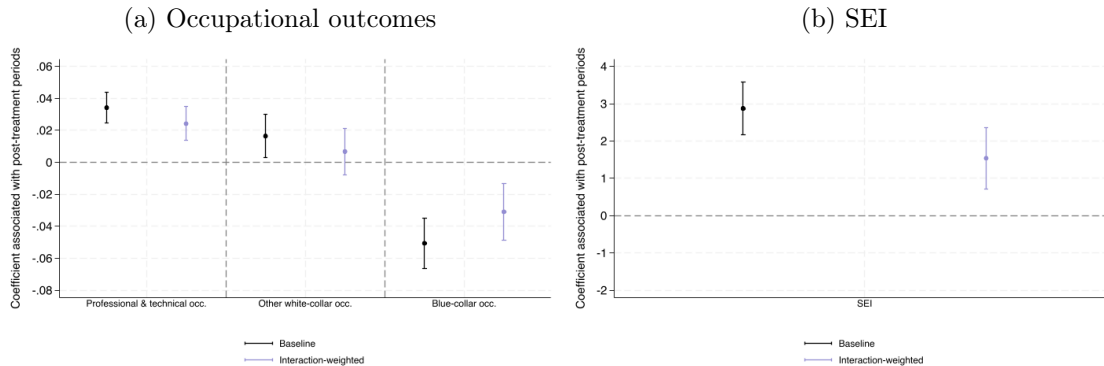 (a) Occupational outcomes
Coefficient associated with post-treatment periods
.06
.04
.02
0
-.02
-.04
-.06
-.08
Professional & technical occ.
Other white-collar occ.
Blue-collar occ.
Baseline
Interaction-weighted
(b) SEI
Coefficient associated with post-treatment periods
4
3
2
1
0
-1
-2
SEI
Baseline
Interaction-weighted